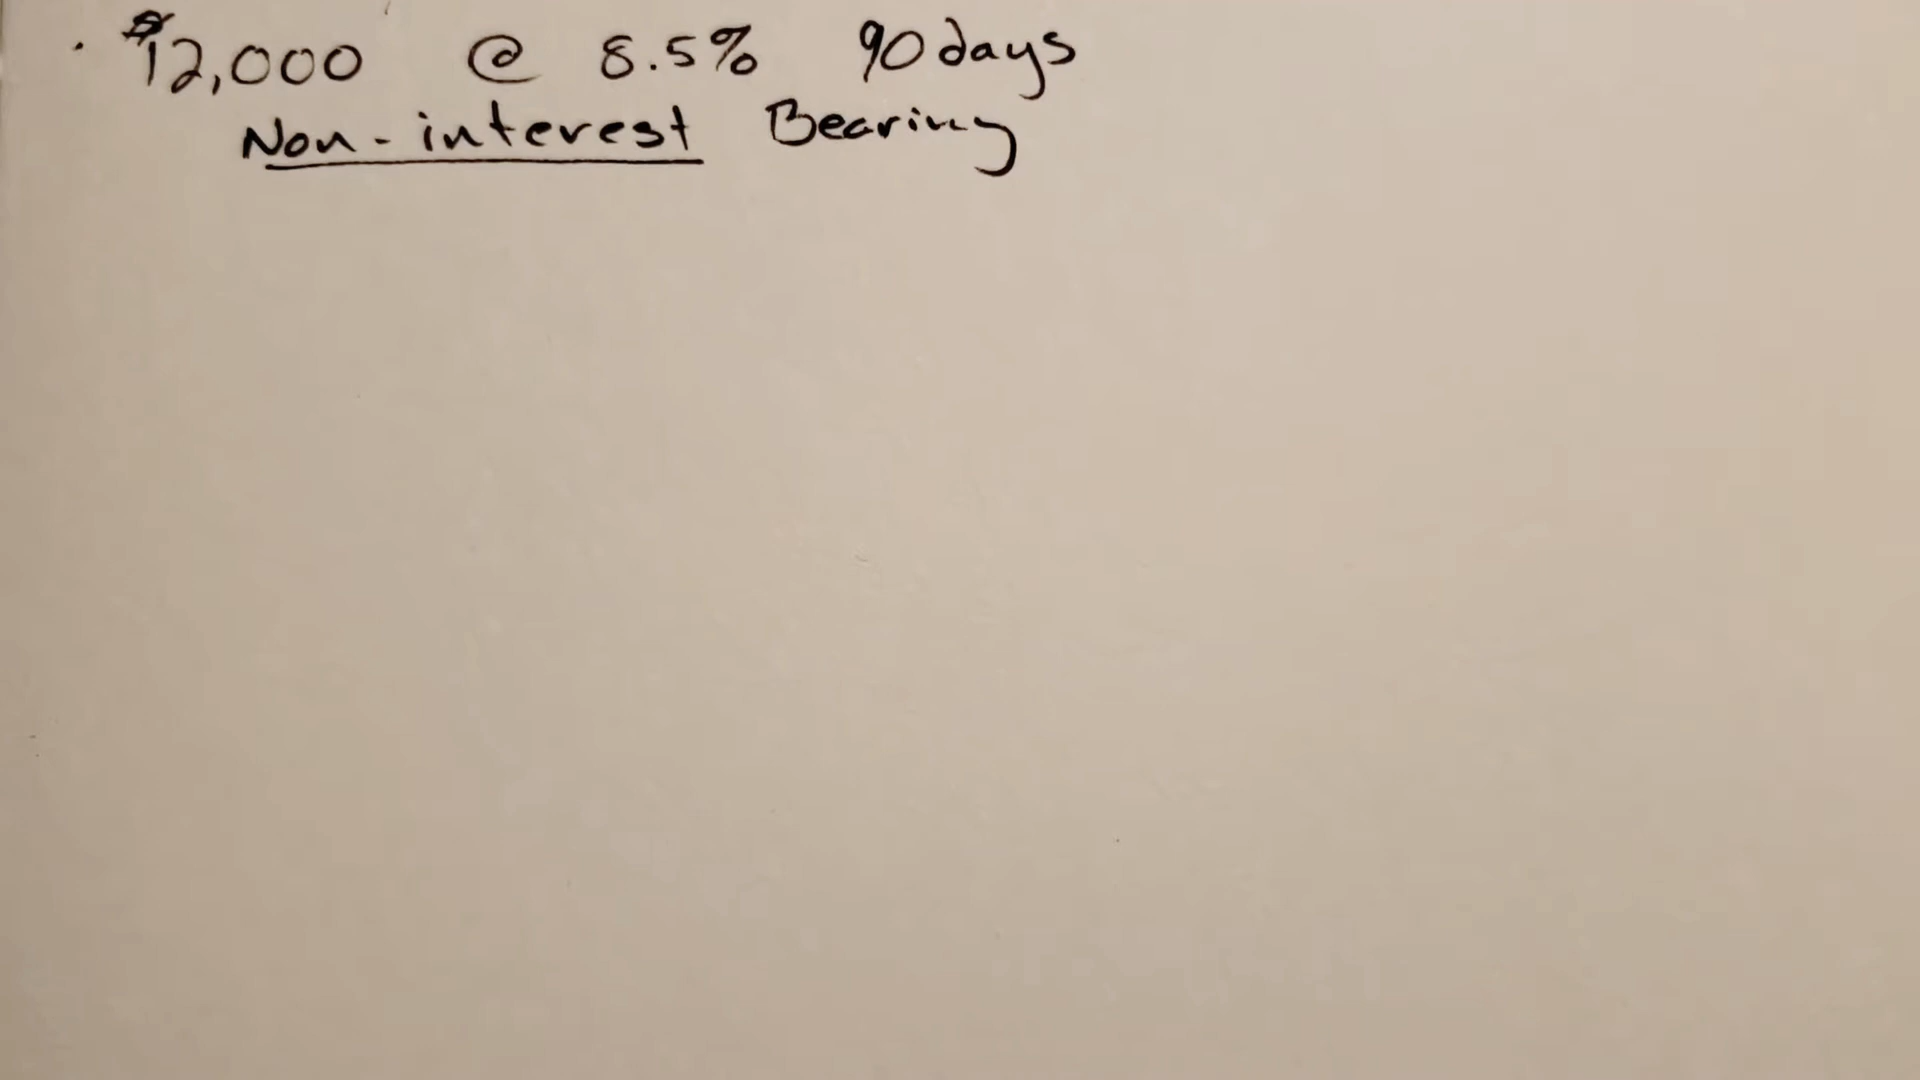 $12,000 @ 8.5% 90 days
Non-interest Bearing